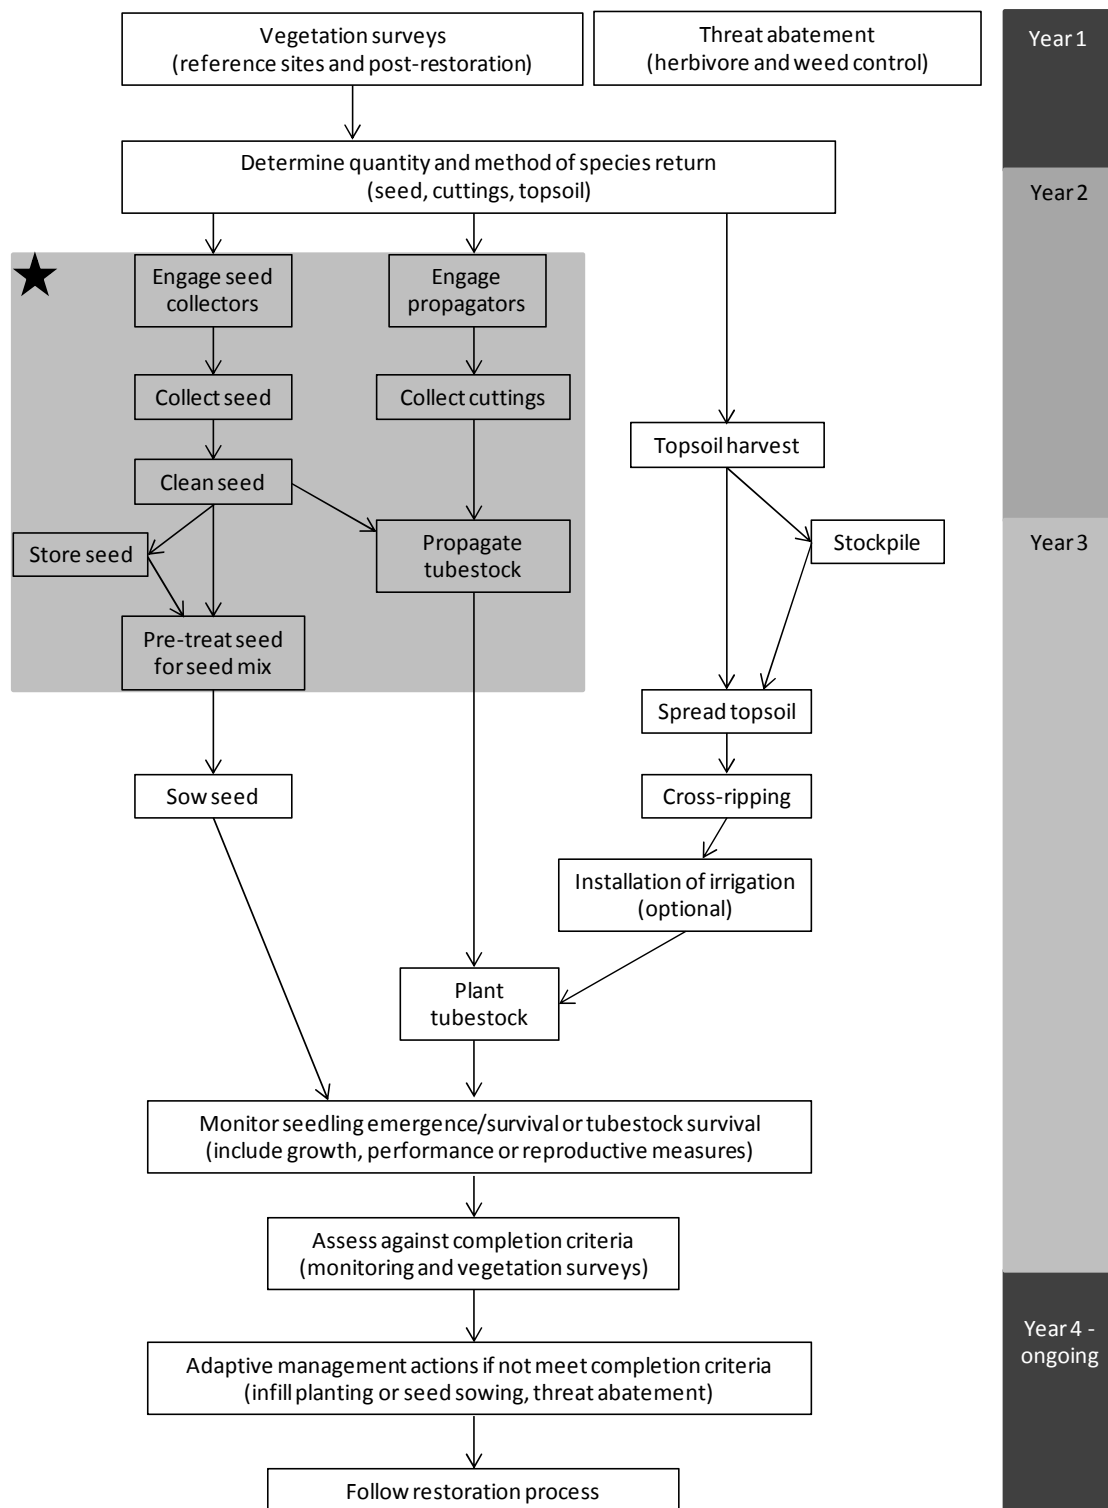 Vegetation surveys
(reference sites and post-restoration)
Threat abatement
(herbivore and weed control)
Year 1
Determine quantity and method of species return
(seed, cuttings, topsoil)
Year 2
Engage seed
collectors
Engage
propagators
Collect seed
Collect cuttings
Topsoil harvest
Clean seed
Store seed
Propagate
tubestock
Stockpile
Year 3
Pre-treat seed
for seed mix
Spread topsoil
Sow seed
Cross-ripping
Installation of irrigation
(optional)
Plant
tubestock
Monitor seedling emergence/survival or tubestock survival
(include growth, performance or reproductive measures)
Assess against completion criteria
(monitoring and vegetation surveys)
Year 4 -
ongoing
Adaptive management actions if not meet completion criteria
(infill planting or seed sowing, threat abatement)
Follow restoration process